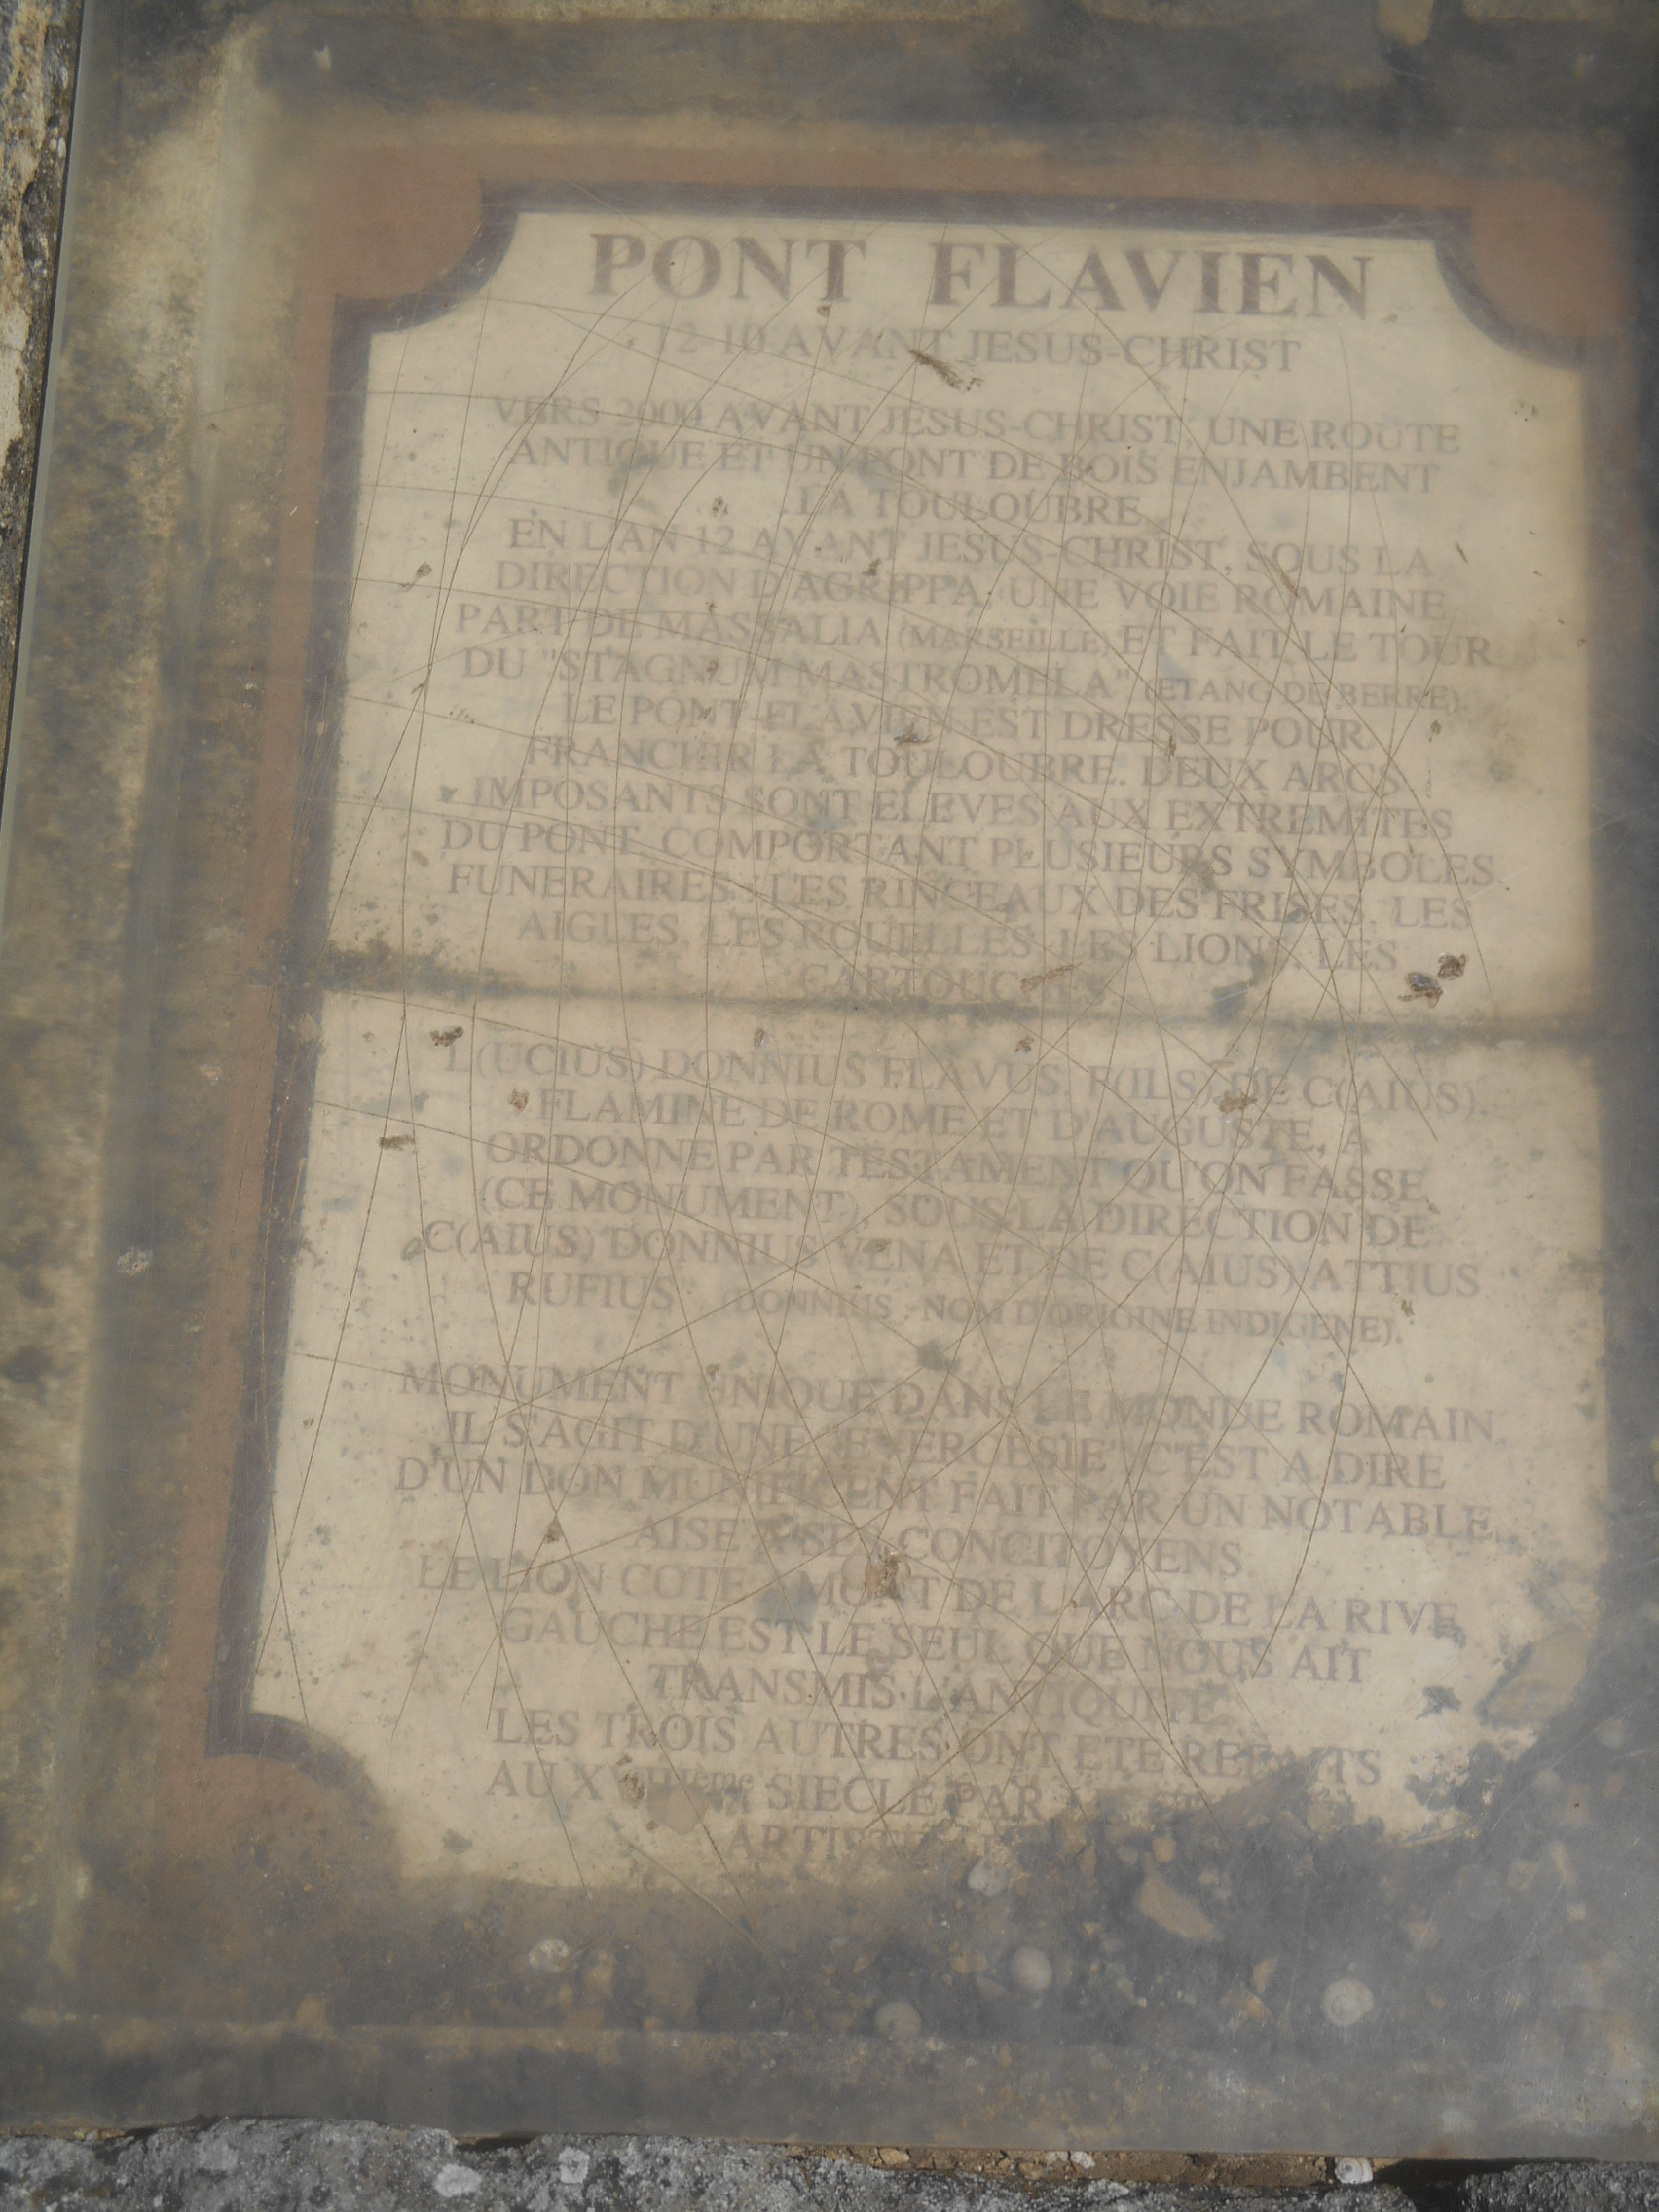 PONT FLAVIEN
12-10 AVANT JESUS-CHRIST
VERS 2000 AVANT JESUS-CHRIST, UNE ROUTE
ANTIQUE ET UN PONT DE BOIS ENJAMBENT
LA TOULOUBRE.
EN L'AN 12 AVANT JESUS-CHRIST, SOUS LA
DIRECTION D'AGRIPPA, UNE VOIE ROMAINE
PART DE MASSALIA (MARSEILLE) ET FAIT LE TOUR
DU "STAGNUM MASTROMELA" (ETANG DE BERRE).
LE PONT-FLAVIEN EST DRESSE POUR
FRANCHIR LA TOULOUBRE. DEUX ARCS
IMPOSANTS SONT ELEVES AUX EXTREMITES
DU PONT, COMPORTANT PLUSIEURS SYMBOLES
FUNERAIRES : LES RINCEAUX DES FRISES, LES
AIGLES, LES ROUELLES, LES LIONS, LES
CARTOUCHES
L(UCIUS) DONNIUS FLAVUS, F(ILS) DE C(AIUS),
FLAMINE DE ROME ET D'AUGUSTE, A
ORDONNE PAR TESTAMENT QU'ON FASSE
(CE MONUMENT), SOUS LA DIRECTION DE
C(AIUS) DONNIUS VENA ET DE C(AIUS) ATTIUS
RUFIUS (DONNIUS : NOM D'ORIGINE INDIGENE).
MONUMENT UNIQUE DANS LE MONDE ROMAIN,
IL S'AGIT D'UNE "EVERGESIE" C'EST A DIRE
D'UN DON MUNIFICENT FAIT PAR UN NOTABLE
AISE A SES CONCITOYENS.
LE LION COTE AMONT DE L'ARC DE LA RIVE
GAUCHE EST LE SEUL QUE NOUS AIT
TRANSMIS L'ANTIQUITE.
LES TROIS AUTRES ONT ETE REFAITS
AU XVIIIème SIECLE PAR